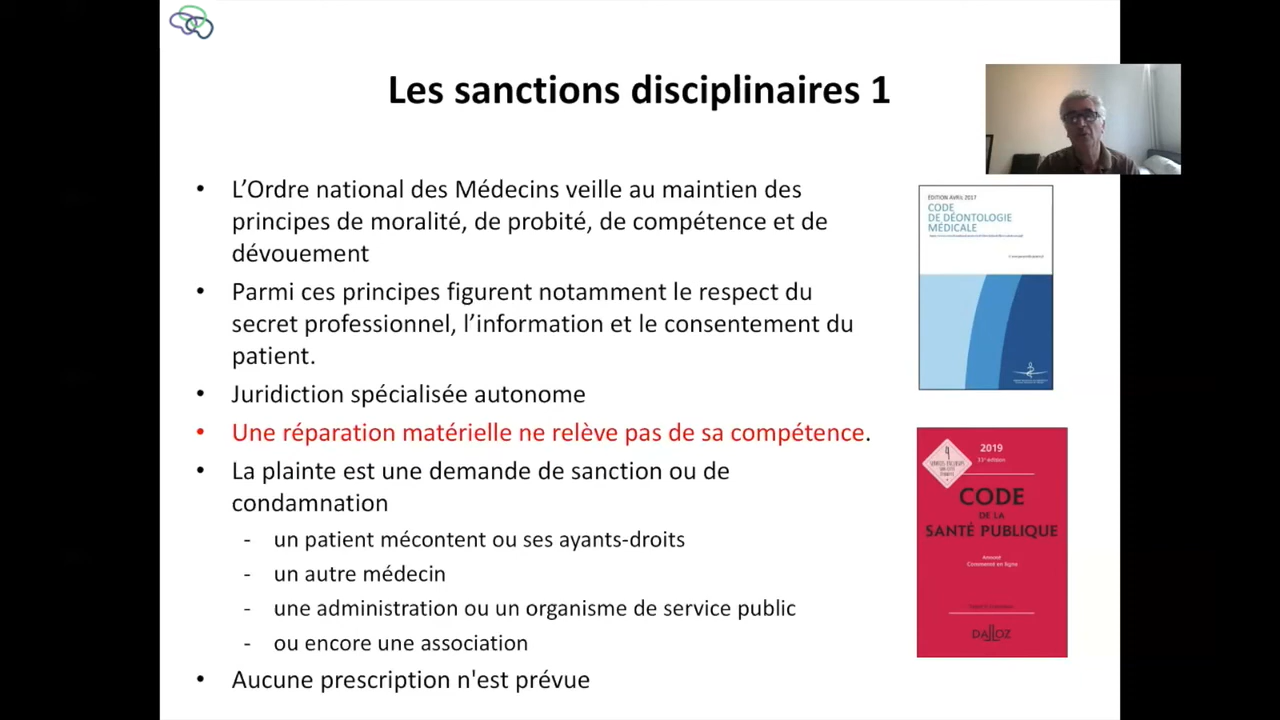 Les sanctions disciplinaires 1
• L’Ordre national des Médecins veille au maintien des
principes de moralité, de probité, de compétence et de
dévouement
• Parmi ces principes figurent notamment le respect du
secret professionnel, l’information et le consentement du
patient.
• Juridiction spécialisée autonome
• Une réparation matérielle ne relève pas de sa compétence.
• La plainte est une demande de sanction ou de
condamnation
- un patient mécontent ou ses ayants-droits
- un autre médecin
- une administration ou un organisme de service public
- ou encore une association
• Aucune prescription n'est prévue
EDITION AVRIL 2017
CODE
DE DÉONTOLOGIE
MÉDICALE
2019
CODE
DE LA
SANTÉ PUBLIQUE
Annoté
Commenté en ligne
DALLOZ